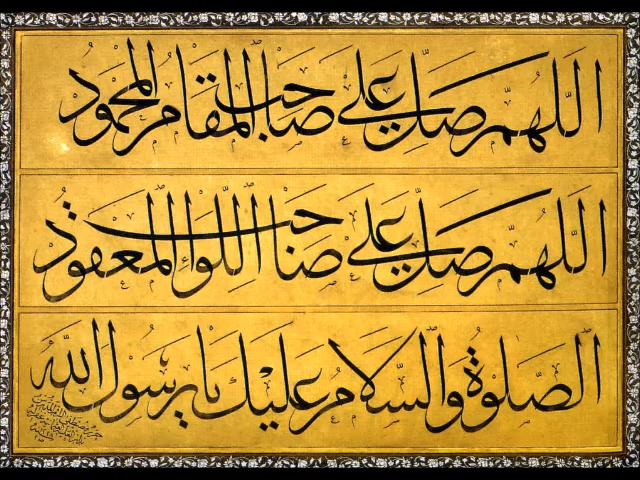 اللهم صل على صاحب المقام المحمود
اللهم صل على صاحب اللواء المعقود
الصلوة والسلام عليك يا رسول الله